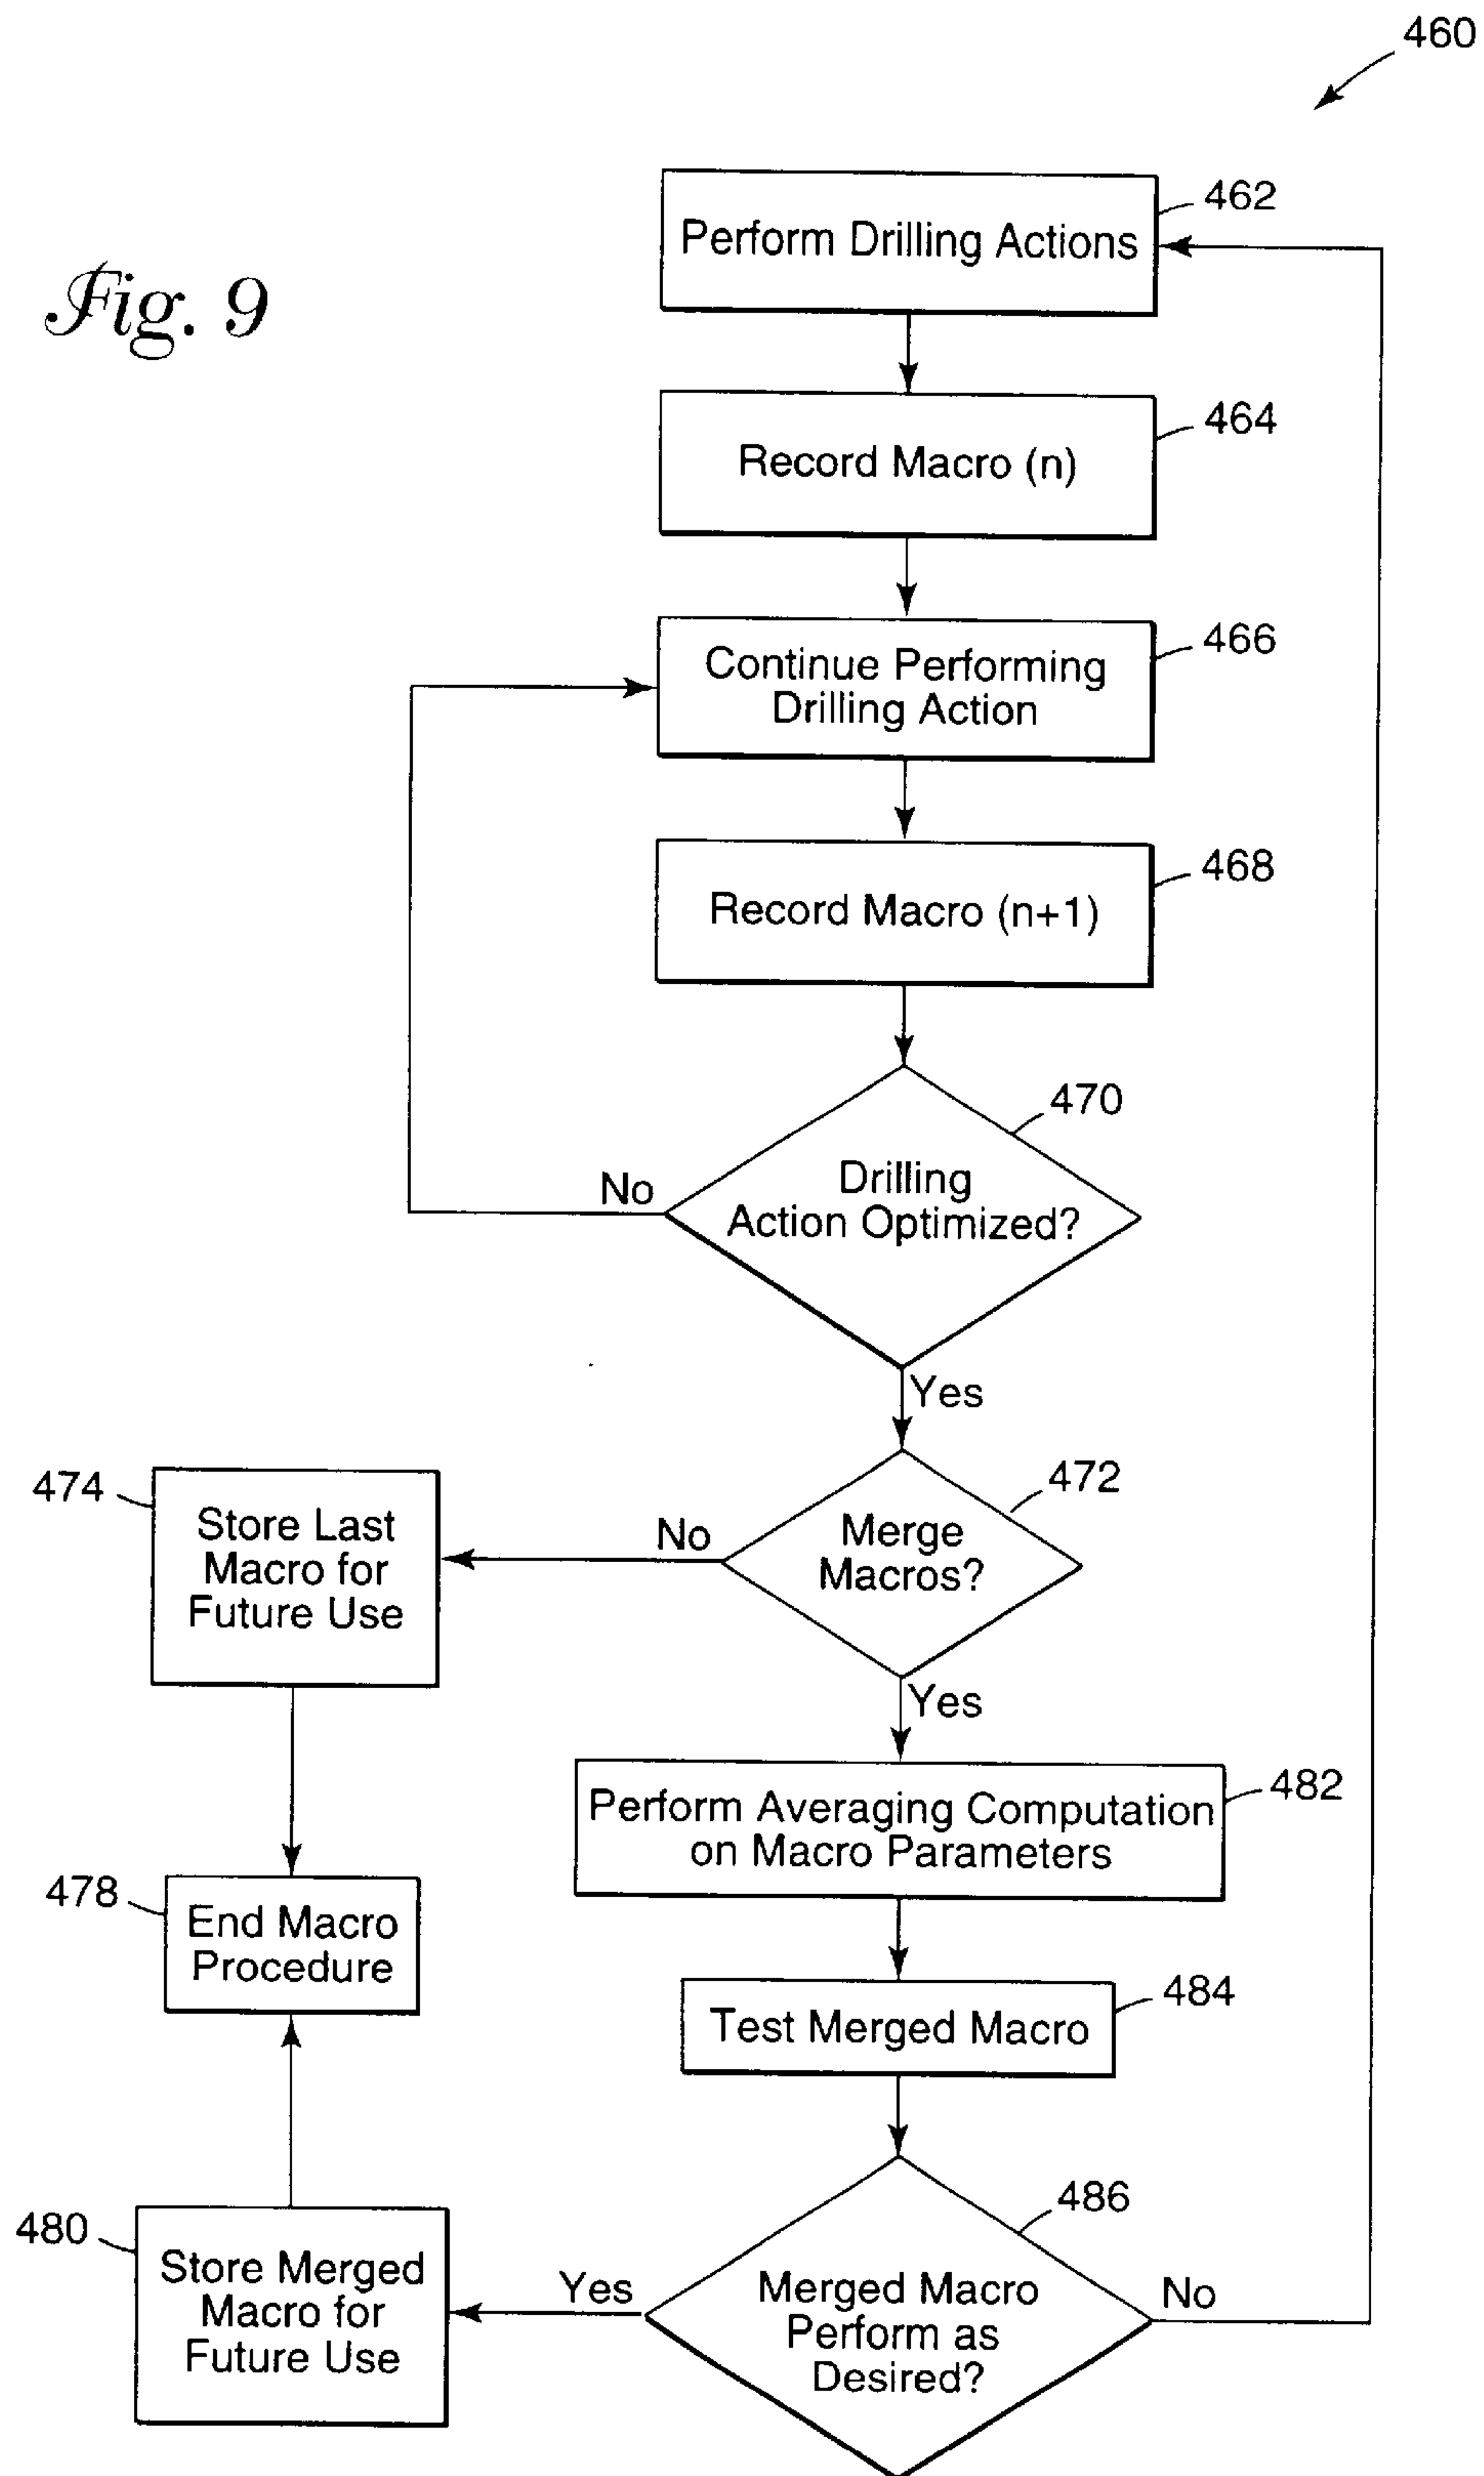 460
Fig. 9
Perform Drilling Actions
462
Record Macro (n)
464
Continue Performing
Drilling Action
466
Record Macro (n+1)
468
Drilling
Action Optimized?
470
No
Yes
Merge
Macros?
472
No
Store Last
Macro for
Future Use
474
Yes
Perform Averaging Computation
on Macro Parameters
482
End Macro
Procedure
478
Test Merged Macro
484
Merged Macro
Perform as
Desired?
486
Yes
No
Store Merged
Macro for
Future Use
480